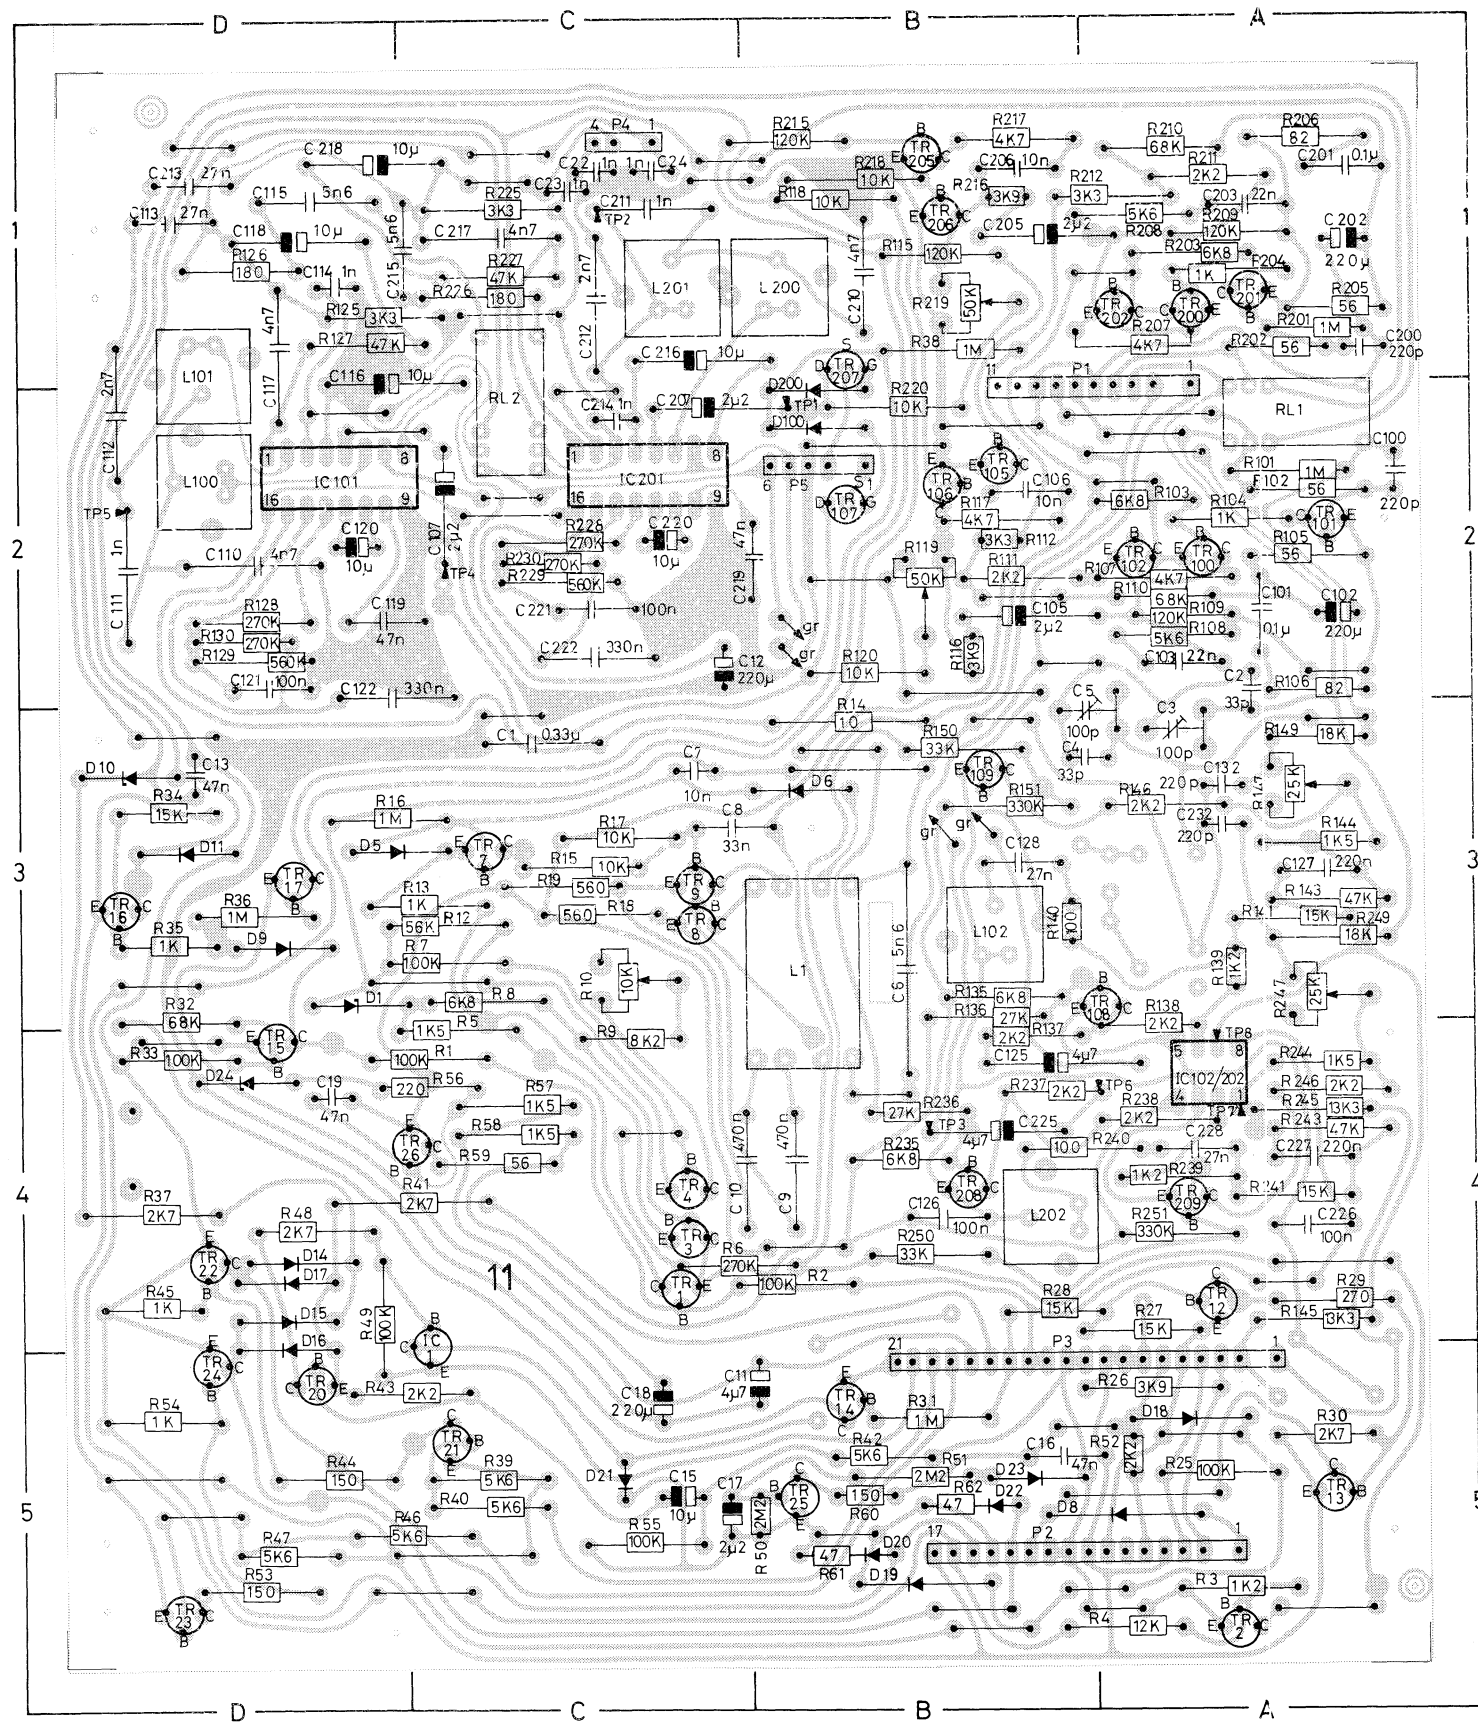 D C B A
4 P4 1
R215 120K
B E TR 205 C
R217 4K7
R210 68K
R206 82
C218 10µ
C22 1n
1n C24
R218 10K
C206 10n
R211 2K2
C201 0.1µ
C213 27n
C115 5n6
R225 3K3
C23 1n
R118 10K
R216 3K9
R212 3K3
C203 22n
C113 27n
C211 1n
TP2
B E TR 206 C
C205 2µ2
5K6 R208
R209 120K
C202 220µ
1
C118 10µ
C215 5n6
C217 4n7
R115 120K
R203 6K8
1
R126 180
C114 1n
R227 47K
R226 180
C212 2n7
L201
L200
C210 4n7
R219 50K
1K
B TR 202 C E
B TR 200 C E
C TR 201 E B
R205 56
R125 3K3
C117 4n7
R127 47K
R207 4K7
R201 1M
R202 56
C200 220p
L101
C116 10µ
RL2
C216 10µ
S D TR 207 G
R38 1M
C112 2n7
D200
R220 10K
11 P1 1
RL1
C207 2µ2
TP1
D100
C214 1n
C100 220p
L100
1 8 IC101 16 9
1 8 IC201 16 9
6 P5 1
S D TR 107 G
E TR 106 B C
B E TR 105 C
C106 10n
R101 1M
56
6K8 R103
R104 1K
TP5
C107 2µ2
R117 4K7
C TR 101 E B
2
C120 10µ
R228 270K
C220 10µ
C219 47n
3K3 R112
R105 56
2
C111 1n
C110 4n7
TP4
R230 270K
R229 560K
R119 50K
R111 2K2
B E TR 102 C
B E TR 100 C
R107 4K7
R110 68K
C101 0.1µ
C102 220µ
R128 270K
C119 47n
C221 100n
C105 2µ2
120K R109
5K6 R108
R130 270K
R129 560K
gr
gr
R116 3K9
C103 22n
C222 330n
C12 220µ
R120 10K
C121 100n
C122 330n
C2 33p
R106 82
C5 100p
C3 100p
R14 10
C1 0.33µ
R150 33K
R149 18K
C4 33p
D10
C13 47n
C7 10n
D6
E TR 109 C B
C132 220p
R147 25K
R34 15K
R16 1M
C8 33n
R151 330K
R146 2K2
C232 220p
R17 10K
gr
gr
R144 1K5
D11
D5
E TR 7 C B
R15 10K
C128 27n
C127 220n
3
E TR 17 C B
R19 560
B E TR 9 C
3
R13 1K
R143 47K
E TR 16 C B
R36 1M
56K R12
560 R18
B E TR 8 C
L102
R140 100
R141 15K
R249 18K
R35 1K
D9
R7 100K
R10 10K
L1
C6 5n6
R139 1K2
R247 25K
D1
6K8 R8
R135 6K8
B E TR 108 C
R32 68K
1K5 R5
R136 27K
R138 2K2
E TR 15 C B
R9 8K2
2K2 R137
R33 100K
100K R1
C125 4µ7
5 8 IC102/202 4 1
R244 1K5
D24
220 R56
R237 2K2
TP6
R246 2K2
C19 47n
R57 1K5
27K R236
R238 2K2
TP7
R245 13K3
R58 1K5
TP3
C225 4µ7
R243 47K
E TR 26 C B
C10 470n
C9 470n
R235 6K8
100 R240
C228 27n
C227 220n
R59 56
B E TR 4 C
1K2 R239
4
B E TR 208 C
E TR 209 C B
R241 15K
4
R37 2K7
R41 2K7
C126 100n
L202
R251 330K
C226 100n
R48 2K7
B E TR 3 C
R250 33K
B TR 22 C E
D14
D17
11
R6 270K
C TR 1 E B
100K R2
R45 1K
R49 100K
R28 15K
C B TR 12 E
R29 270
R145 13K3
D15
D16
B C IC 1 E
R27 15K
21 P3 1
E TR 24 C B
B C TR 20 E
R43 2K2
C18 220µ
C11 4µ7
E TR 14 B C
R26 3K9
R54 1K
C TR 21 B E
R31 1M
D18
R30 2K7
R42 5K6
C16 47n
R52 2K2
R44 150
R39 5K6
D21
R51 2M2
D23
R25 100K
C15 10µ
C17 2µ2
R50 2M2
C B TR 25 E
150 R60
R62 47
D22
C E TR 13 B
5
R40 5K6
D8
5
R46 5K6
R55 100K
R47 5K6
47 R61
D20
17 P2 1
R53 150
D19
R3 1K2
E TR 23 C B
R4 12K
B E TR 2 C
D C B A